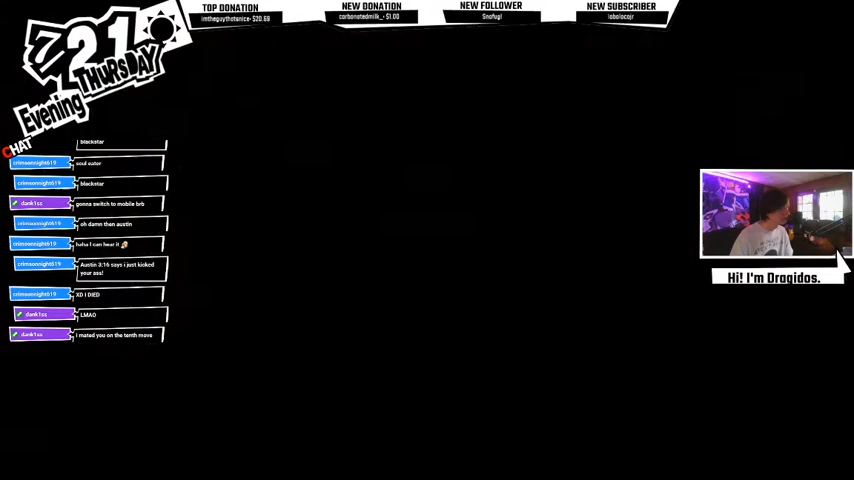 TOP DONATION
imtheguythatonice• $20.69
NEW DONATION
carbonatedmilk_• $1.00
NEW FOLLOWER
Snafugl
NEW SUBSCRIBER
lobolocojr
21
THURSDAY
Evening
CHAT
blackstar
crimsonnight619 soul eater
crimsonnight619 blackstar
dank1ss gonna switch to mobile brb
crimsonnight619 oh damn then austin
crimsonnight619 haha I can hear it
crimsonnight619 Austin 3:16 says i just kicked
your ass!
crimsonnight619 XD I DIED
dank1ss LMAO
dank1ss I mated you on the tenth move
Hi! I'm Dragidos.